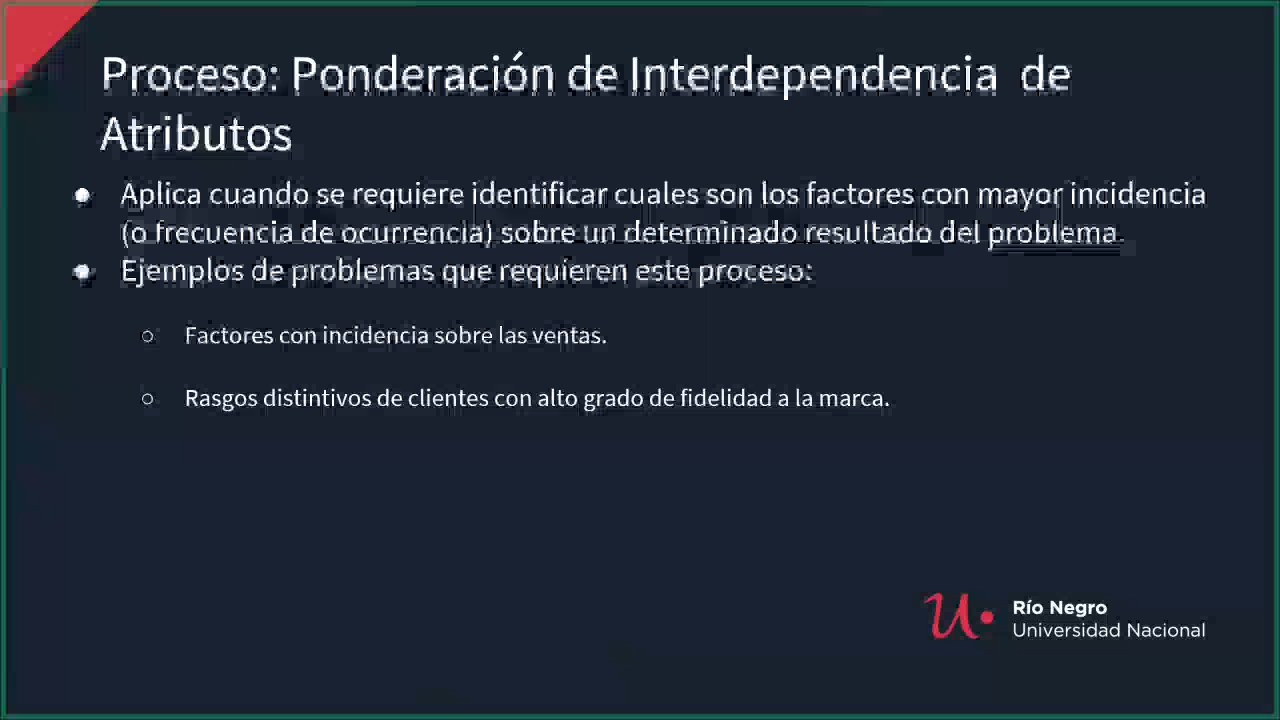 Proceso: Ponderación de Interdependencia de
Atributos
● Aplica cuando se requiere identificar cuales son los factores con mayor incidencia
(o frecuencia de ocurrencia) sobre un determinado resultado del problema
● Ejemplos de problemas que requieren este proceso:
○ Factores con incidencia sobre las ventas.
○ Rasgos distintivos de clientes con alto grado de fidelidad a la marca.
Río Negro
Universidad Nacional